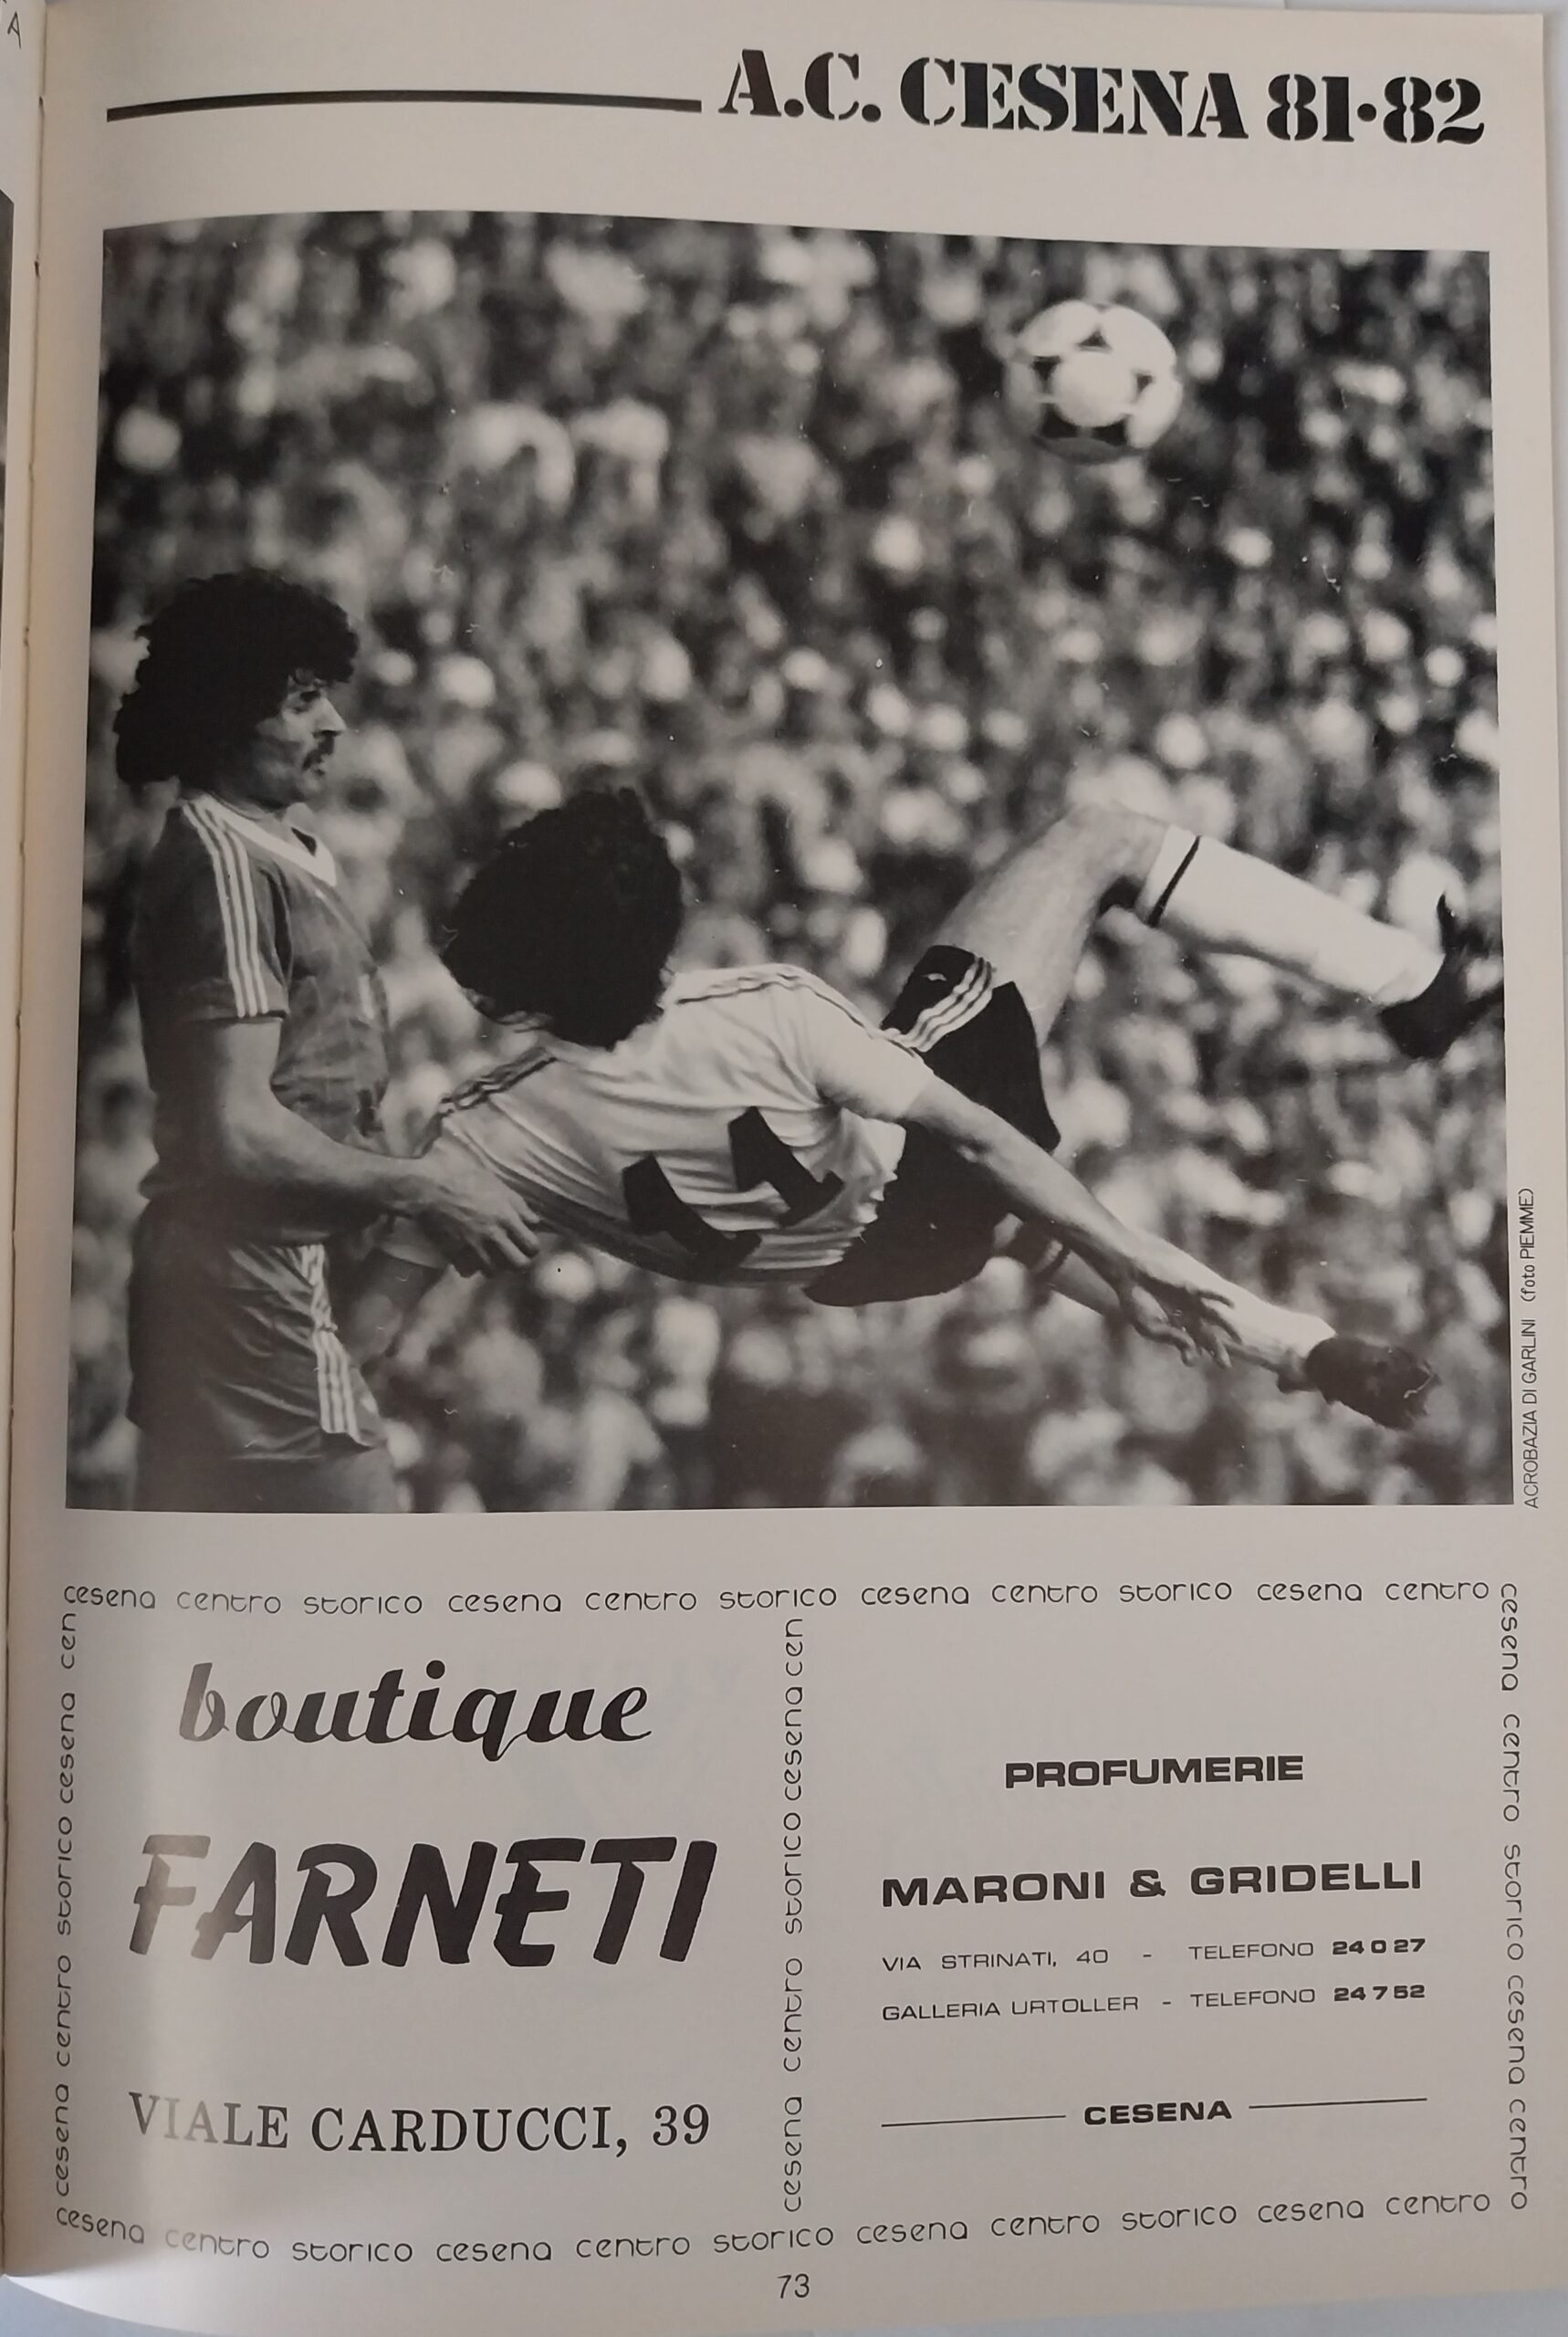 A
A.C. CESENA 81·82
11
ACROBAZIA DI GARLINI (foto PIEMME)
cesena centro storico cesena centro storico cesena centro storico cesena centro
cesena centro storico cesena cen
boutique
FARNETI
VIALE CARDUCCI, 39
cesena centro storico cesena cen
PROFUMERIE
MARONI & GRIDELLI
VIA STRINATI, 40 - TELEFONO 24 0 27
GALLERIA URTOLLER - TELEFONO 24 7 52
CESENA
cesena centro storico cesena centro
cesena centro storico cesena centro storico cesena centro storico cesena centro
73